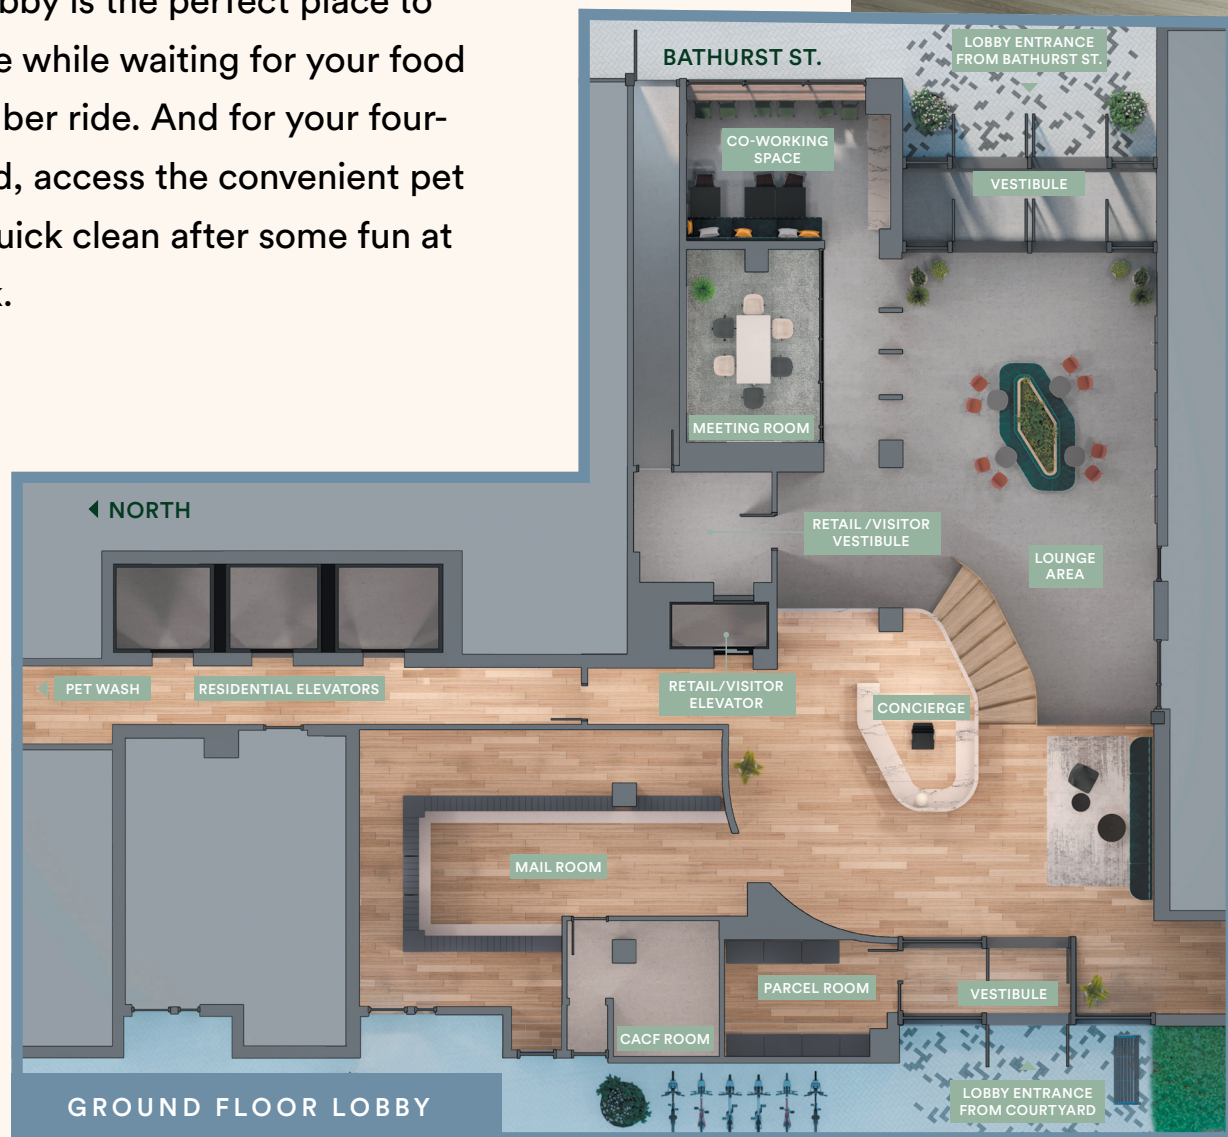 bby is the perfect place to
e while waiting for your food
ber ride. And for your four-
d, access the convenient pet
uick clean after some fun at
k.
BATHURST ST.
LOBBY ENTRANCE
FROM BATHURST ST.
CO-WORKING
SPACE
VESTIBULE
MEETING ROOM
NORTH
RETAIL /VISITOR
VESTIBULE
LOUNGE
AREA
PET WASH
RESIDENTIAL ELEVATORS
RETAIL/VISITOR
ELEVATOR
CONCIERGE
MAIL ROOM
PARCEL ROOM
VESTIBULE
CACF ROOM
LOBBY ENTRANCE
FROM COURTYARD
GROUND FLOOR LOBBY